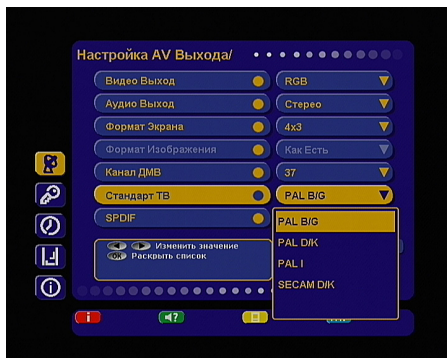 Настройка AV Выхода/
Видео Выход RGB
Аудио Выход Стерео
Формат Экрана 4x3
Формат Изображения Как Есть
Канал ДМВ 37
Стандарт ТВ PAL B/G
SPDIF
PAL B/G
PAL D/K
PAL I
SECAM D/K
Изменить значение
OK Раскрыть список
i
?